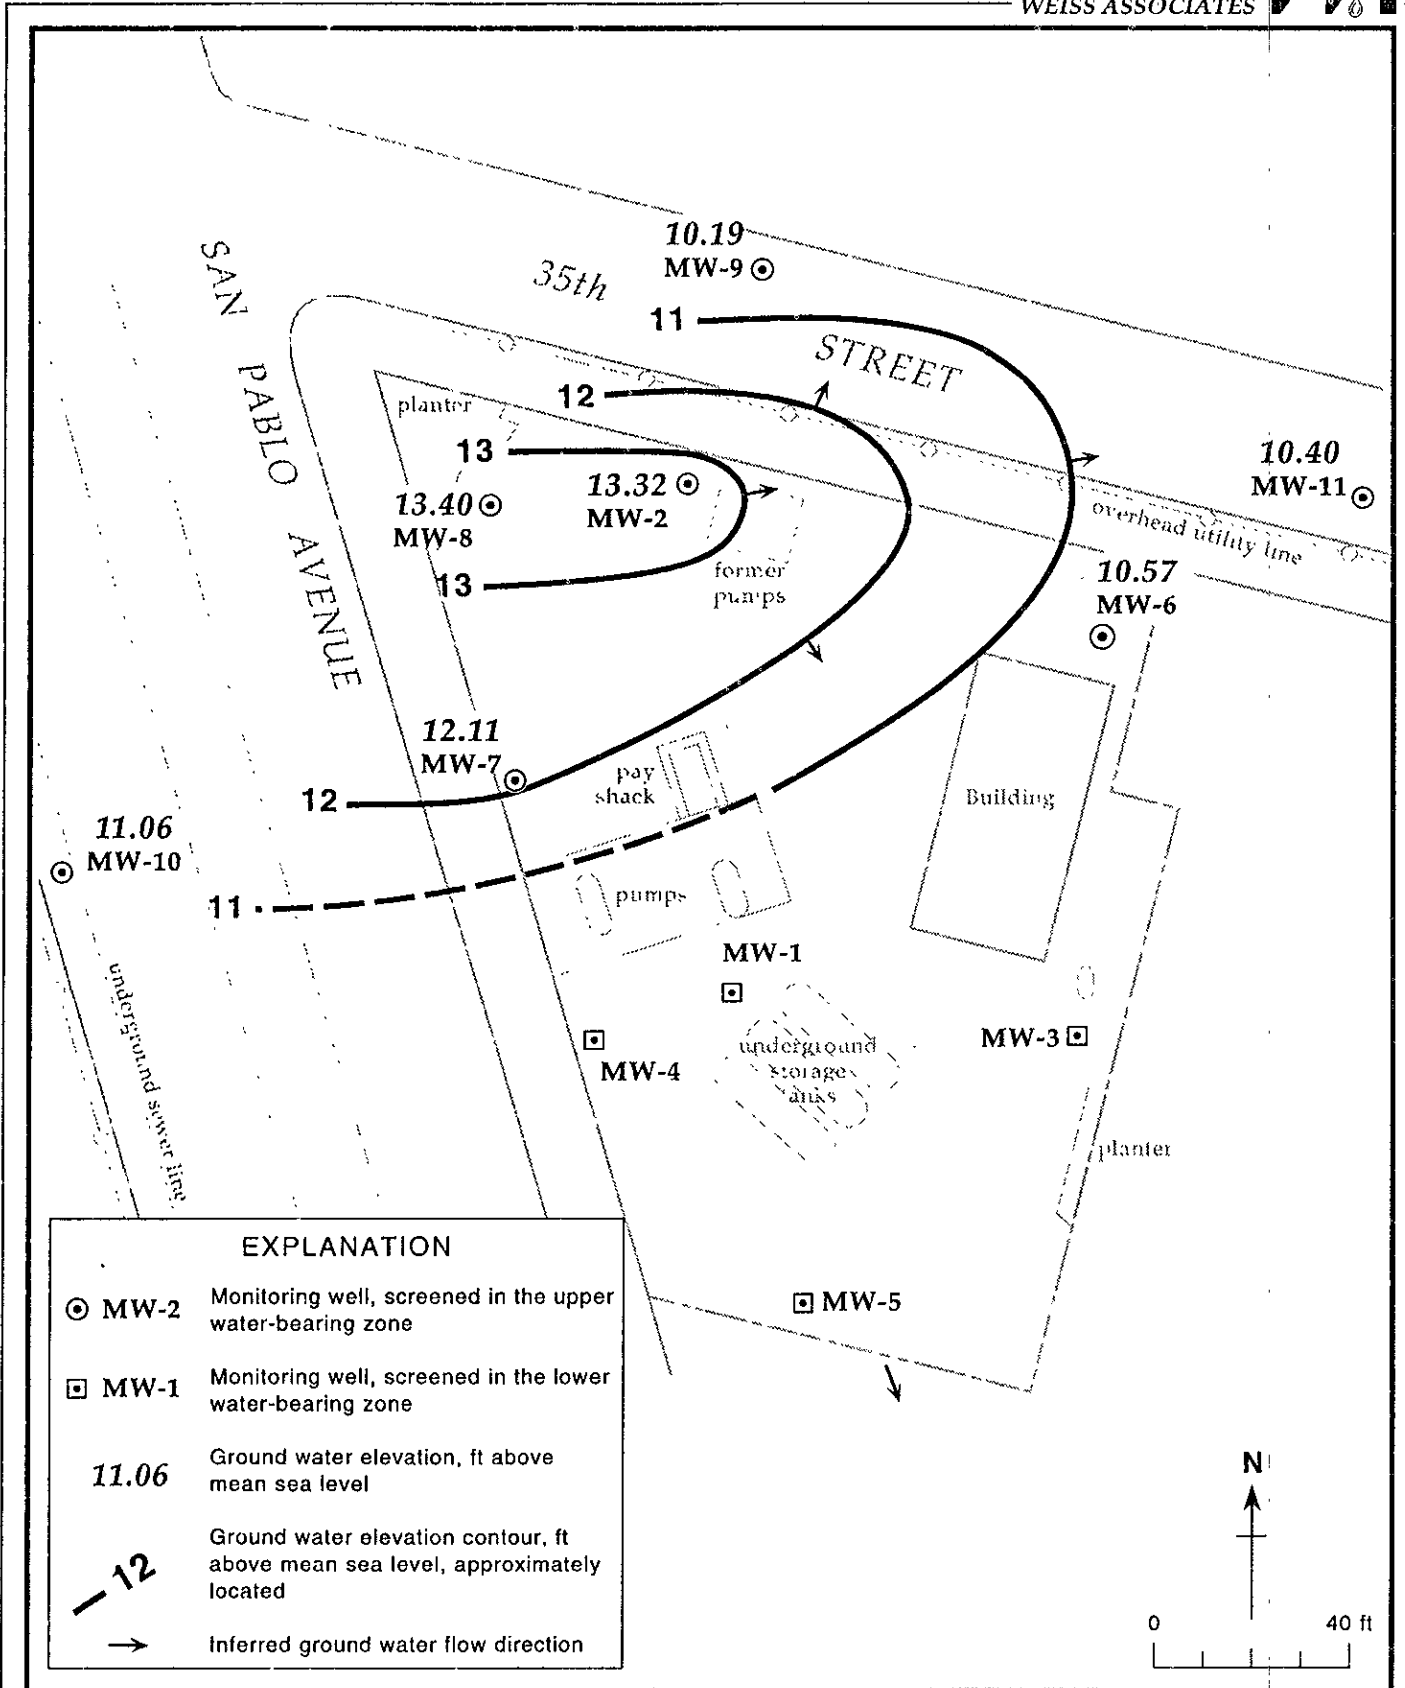 WEISS ASSOCIATES
10.19
MW-9
35th
STREET
SAN PABLO AVENUE
11
12
planter
13
13.40
MW-8
13.32
MW-2
10.40
MW-11
overhead utility line
former
pumps
13
10.57
MW-6
12.11
MW-7
12
pay
shack
Building
11.06
MW-10
11
pumps
MW-1
underground sewer line
MW-4
underground
storage
tanks
MW-3
planter
MW-5
EXPLANATION
MW-2 Monitoring well, screened in the upper
water-bearing zone
MW-1 Monitoring well, screened in the lower
water-bearing zone
11.06 Ground water elevation, ft above
mean sea level
12 Ground water elevation contour, ft
above mean sea level, approximately
located
Inferred ground water flow direction
N
0 40 ft